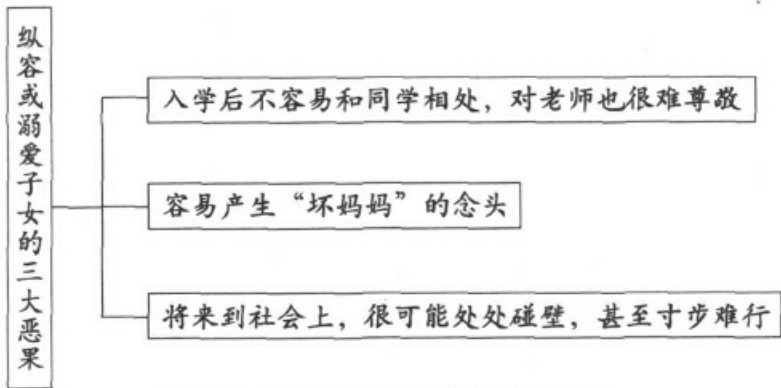 纵容或溺爱子女的三大恶果
入学后不容易和同学相处，对老师也很难尊敬
容易产生“坏妈妈”的念头
将来到社会上，很可能处处碰壁，甚至寸步难行